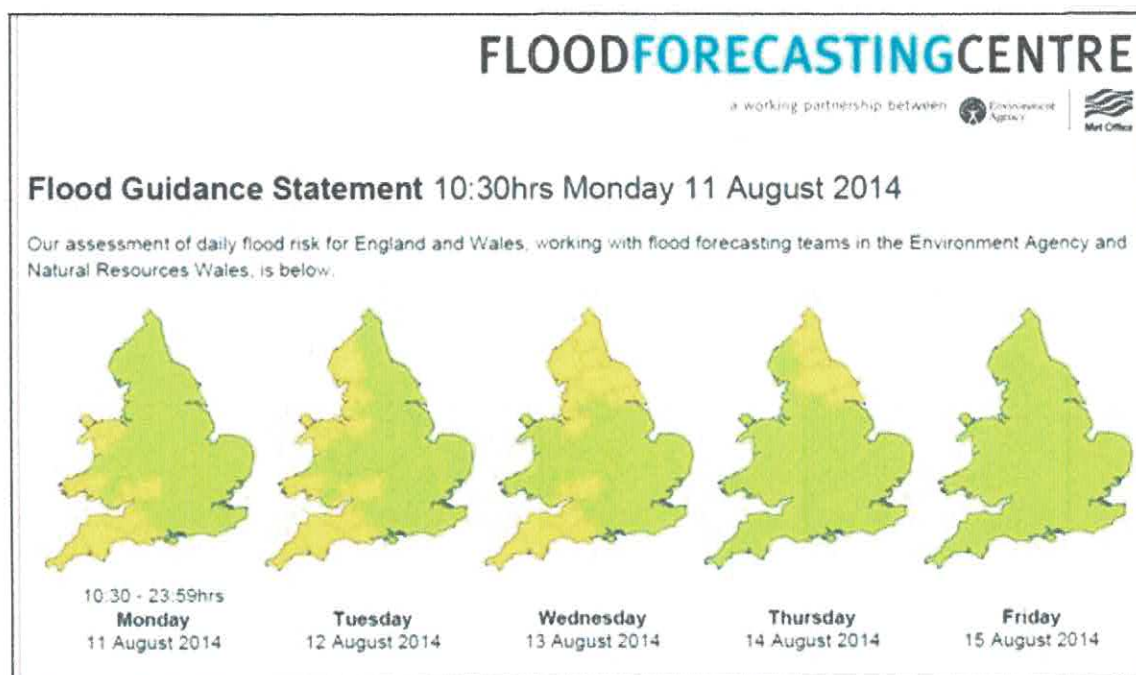 FLOODFORECASTINGCENTRE
a working partnership between Environment Agency Met Office
Flood Guidance Statement 10:30hrs Monday 11 August 2014
Our assessment of daily flood risk for England and Wales, working with flood forecasting teams in the Environment Agency and
Natural Resources Wales, is below.
10:30 - 23:59hrs
Monday Tuesday Wednesday Thursday Friday
11 August 2014 12 August 2014 13 August 2014 14 August 2014 15 August 2014